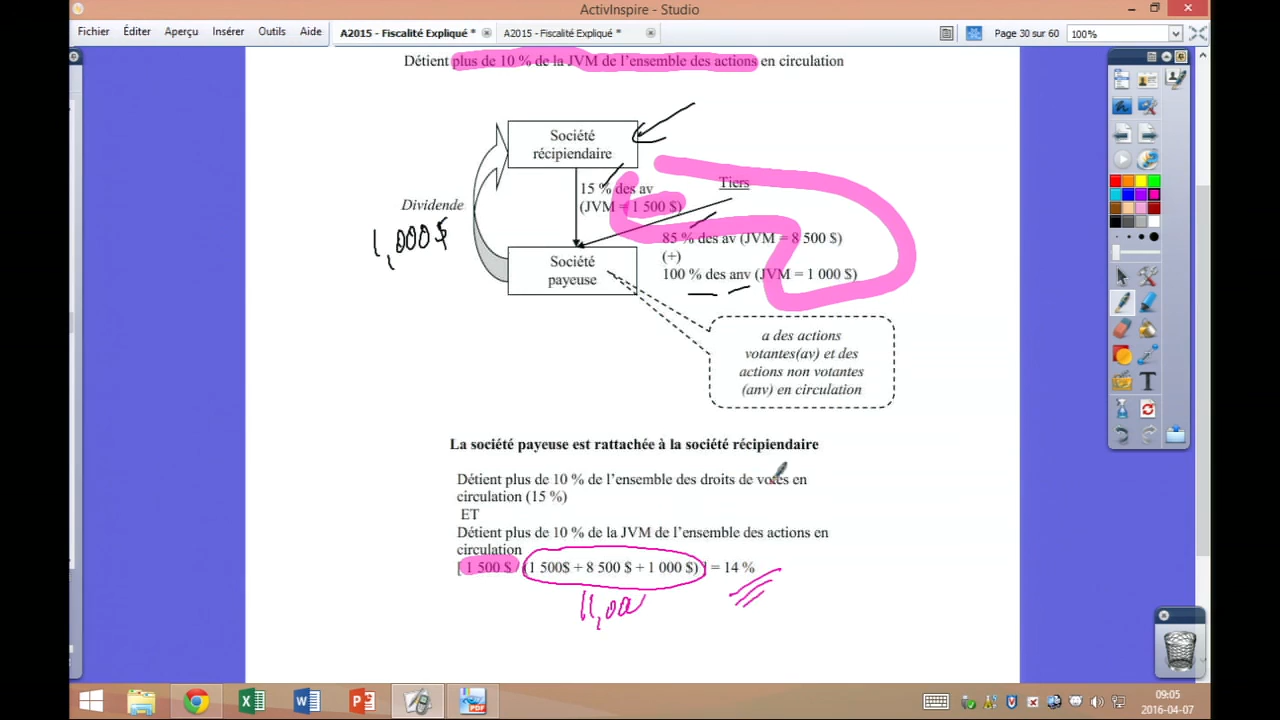 ActivInspire - Studio
Fichier Éditer Aperçu Insérer Outils Aide
A2015 - Fiscalité Expliqué * A2015 - Fiscalité Expliqué *
Page 30 sur 60 100%
Détient plus de 10 % de la JVM de l'ensemble des actions en circulation
Société
récipiendaire
15 % des av
(JVM = 1 500 $)
Tiers
Dividende
1,000$
85 % des av (JVM = 8 500 $)
(+)
100 % des anv (JVM = 1 000 $)
Société
payeuse
a des actions
votantes(av) et des
actions non votantes
(anv) en circulation
La société payeuse est rattachée à la société récipiendaire
Détient plus de 10 % de l'ensemble des droits de votes en
circulation (15 %)
ET
Détient plus de 10 % de la JVM de l'ensemble des actions en
circulation
[ 1 500 $ (1 500$ + 8 500 $ + 1 000 $) ] = 14 %
09:05
2016-04-07